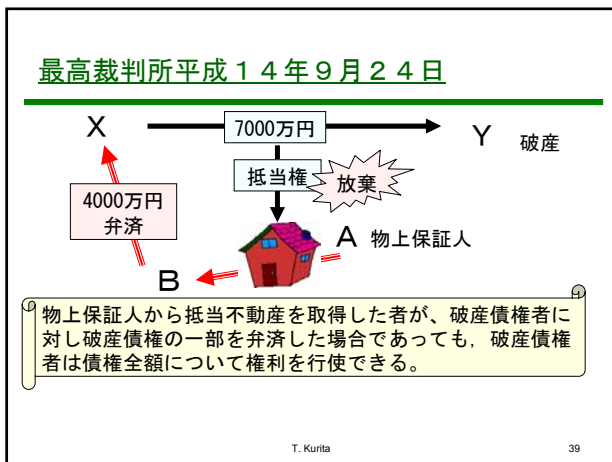 最高裁判所平成１４年９月２４日
X
7000万円
Y 破産
抵当権
放棄
4000万円
弁済
A 物上保証人
B
物上保証人から抵当不動産を取得した者が、破産債権者に
対し破産債権の一部を弁済した場合であっても，破産債権
者は債権全額について権利を行使できる。
T. Kurita
39